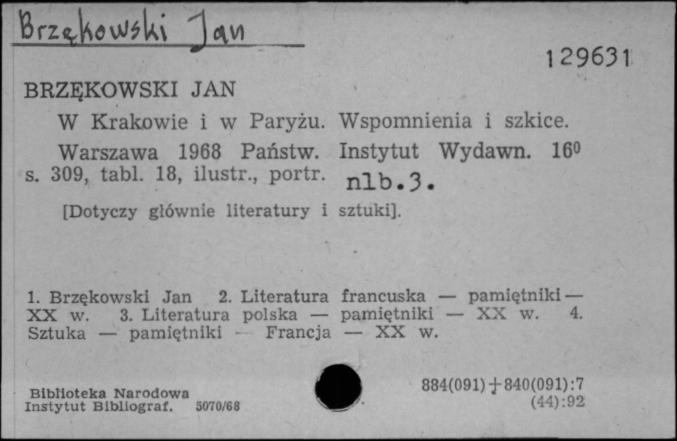 Brzękowski Jan
129631
BRZĘKOWSKI JAN
W Krakowie i w Paryżu. Wspomnienia i szkice.
Warszawa 1968 Państw. Instytut Wydawn. 16⁰
s. 309, tabl. 18, ilustr., portr. nlb.3.
[Dotyczy głównie literatury i sztuki].
1. Brzękowski Jan 2. Literatura francuska — pamiętniki —
XX w. 3. Literatura polska — pamiętniki — XX w. 4.
Sztuka — pamiętniki — Francja — XX w.
Biblioteka Narodowa
Instytut Bibliograf. 5070/68
884(091)+840(091):7
(44):92